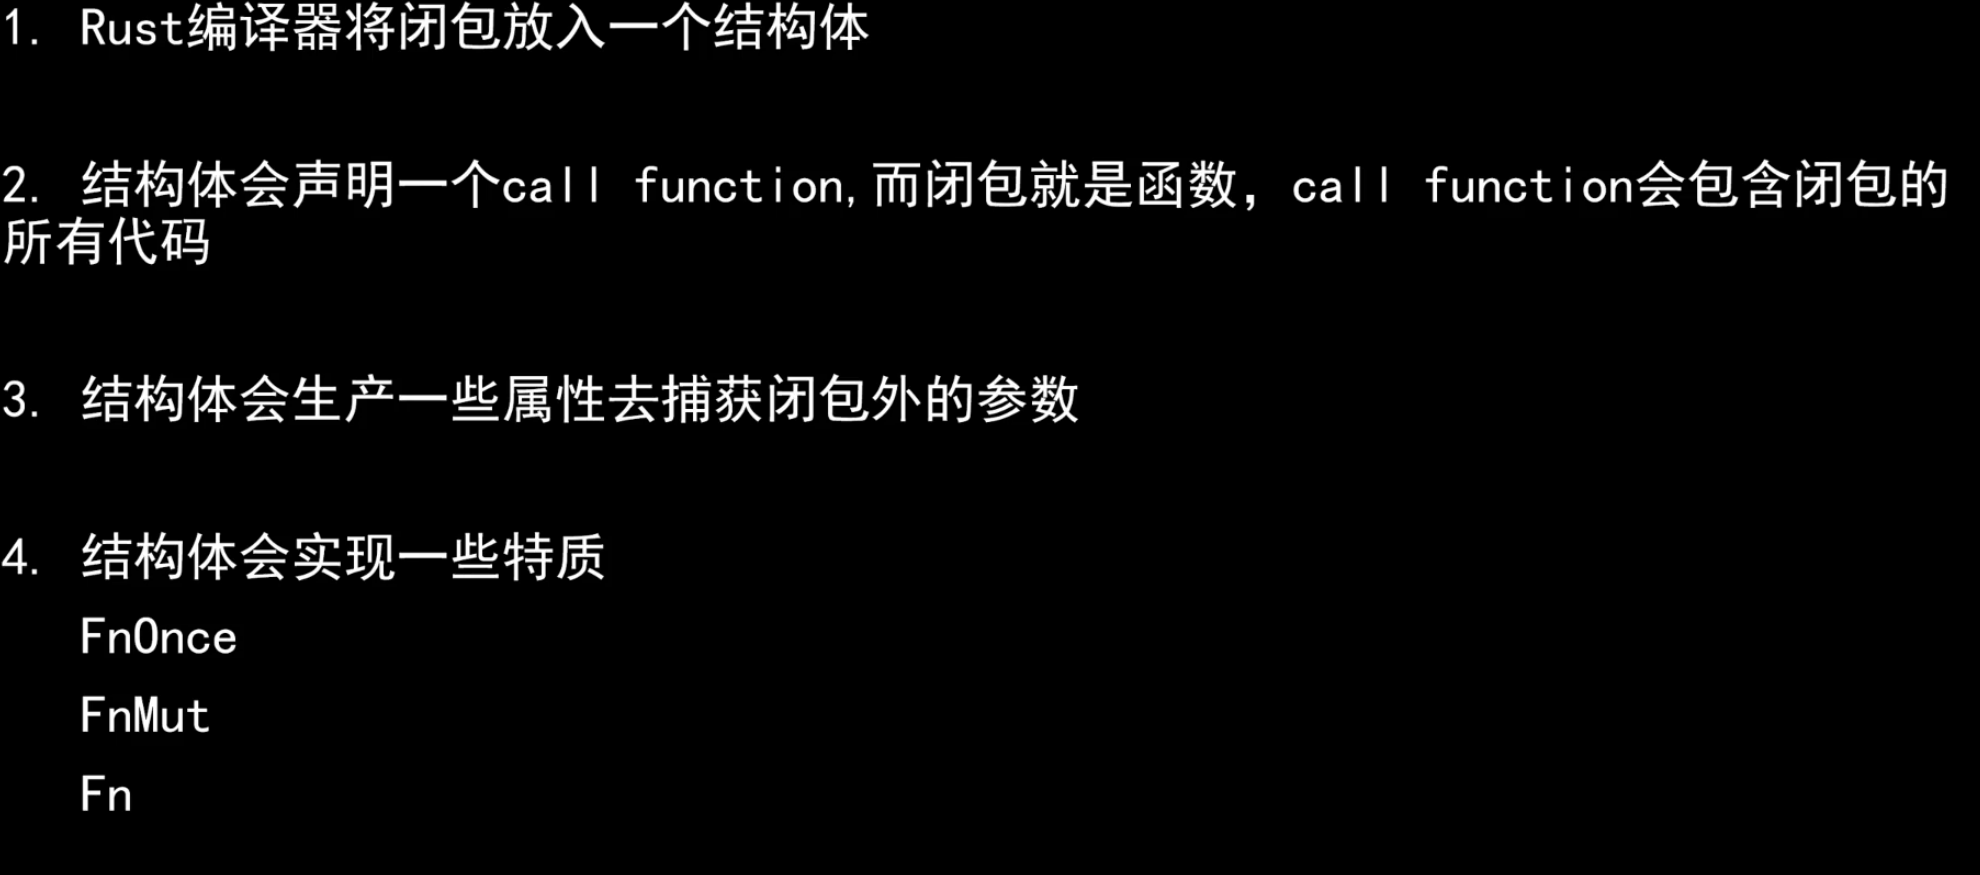 1. Rust编译器将闭包放入一个结构体
2. 结构体会声明一个call function,而闭包就是函数，call function会包含闭包的
所有代码
3. 结构体会生产一些属性去捕获闭包外的参数
4. 结构体会实现一些特质
FnOnce
FnMut
Fn